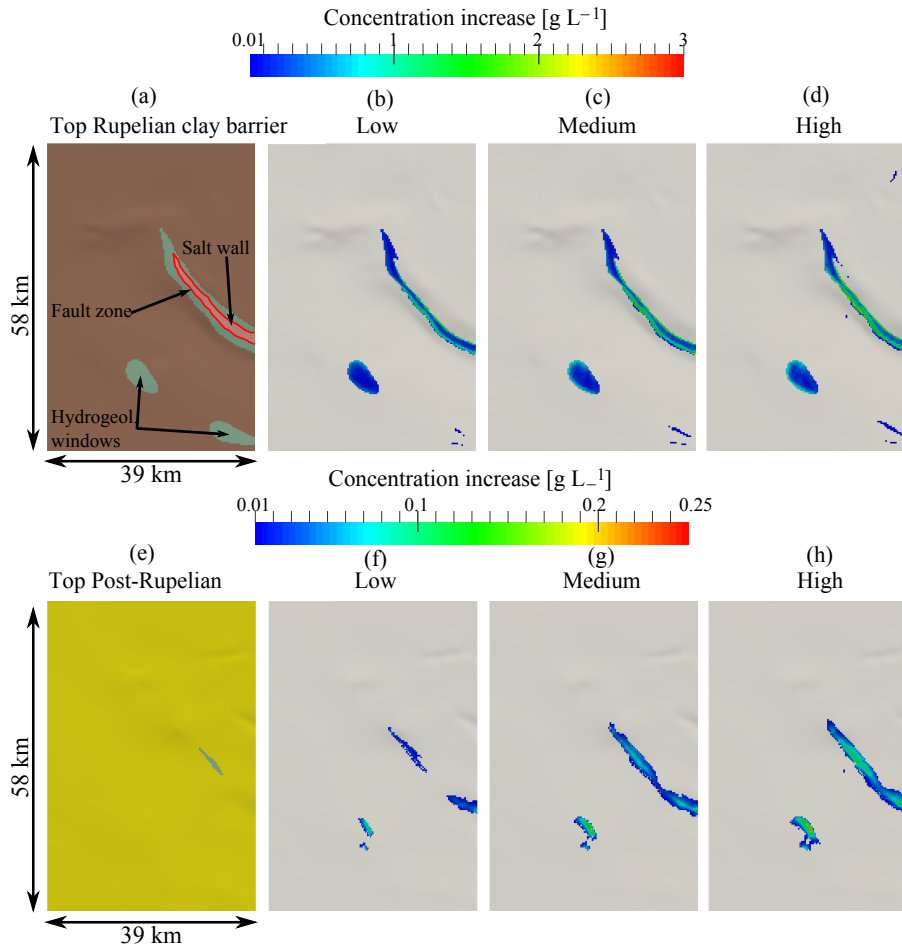 Concentration increase [g L−1]
0.01 1 2 3
(a) (b) (c) (d)
Top Rupelian clay barrier Low Medium High
Salt wall
Fault zone
58 km
Hydrogeol.
windows
39 km
Concentration increase [g L−1]
0.01 0.1 0.2 0.25
(e) (f) (g) (h)
Top Post-Rupelian Low Medium High
58 km
39 km